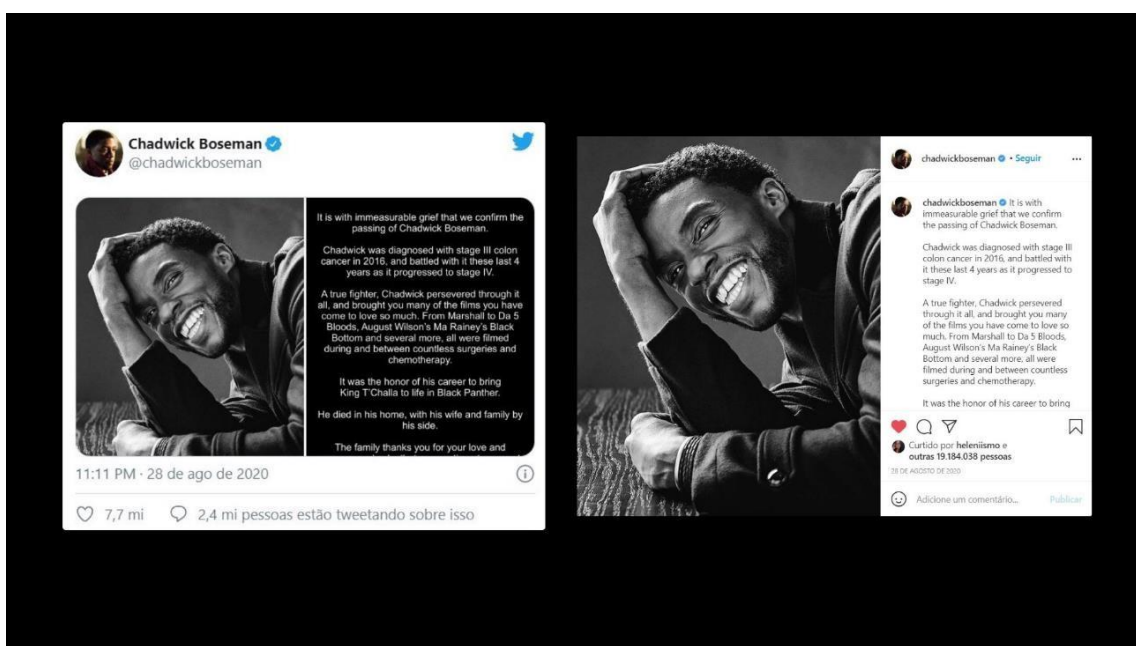 Chadwick Boseman
@chadwickboseman
It is with immeasurable grief that we confirm the
passing of Chadwick Boseman.
Chadwick was diagnosed with stage III colon
cancer in 2016, and battled with it these last 4
years as it progressed to stage IV.
A true fighter, Chadwick persevered through it
all, and brought you many of the films you have
come to love so much. From Marshall to Da 5
Bloods, August Wilson's Ma Rainey's Black
Bottom and several more, all were filmed
during and between countless surgeries and
chemotherapy.
It was the honor of his career to bring
King T'Challa to life in Black Panther.
He died in his home, with his wife and family by
his side.
The family thanks you for your love and
11:11 PM · 28 de ago de 2020
7,7 mi 2,4 mi pessoas estão tweetando sobre isso
chadwickboseman • Seguir
chadwickboseman It is with
immeasurable grief that we confirm
the passing of Chadwick Boseman.
Chadwick was diagnosed with stage III
colon cancer in 2016, and battled with
it these last 4 years as it progressed to
stage IV.
A true fighter, Chadwick persevered
through it all, and brought you many
of the films you have come to love so
much. From Marshall to Da 5 Bloods,
August Wilson's Ma Rainey's Black
Bottom and several more, all were
filmed during and between countless
surgeries and chemotherapy.
It was the honor of his career to bring
Curtido por heleniismo e
outras 19.184.038 pessoas
28 DE AGOSTO DE 2020
Adicione um comentário... Publicar